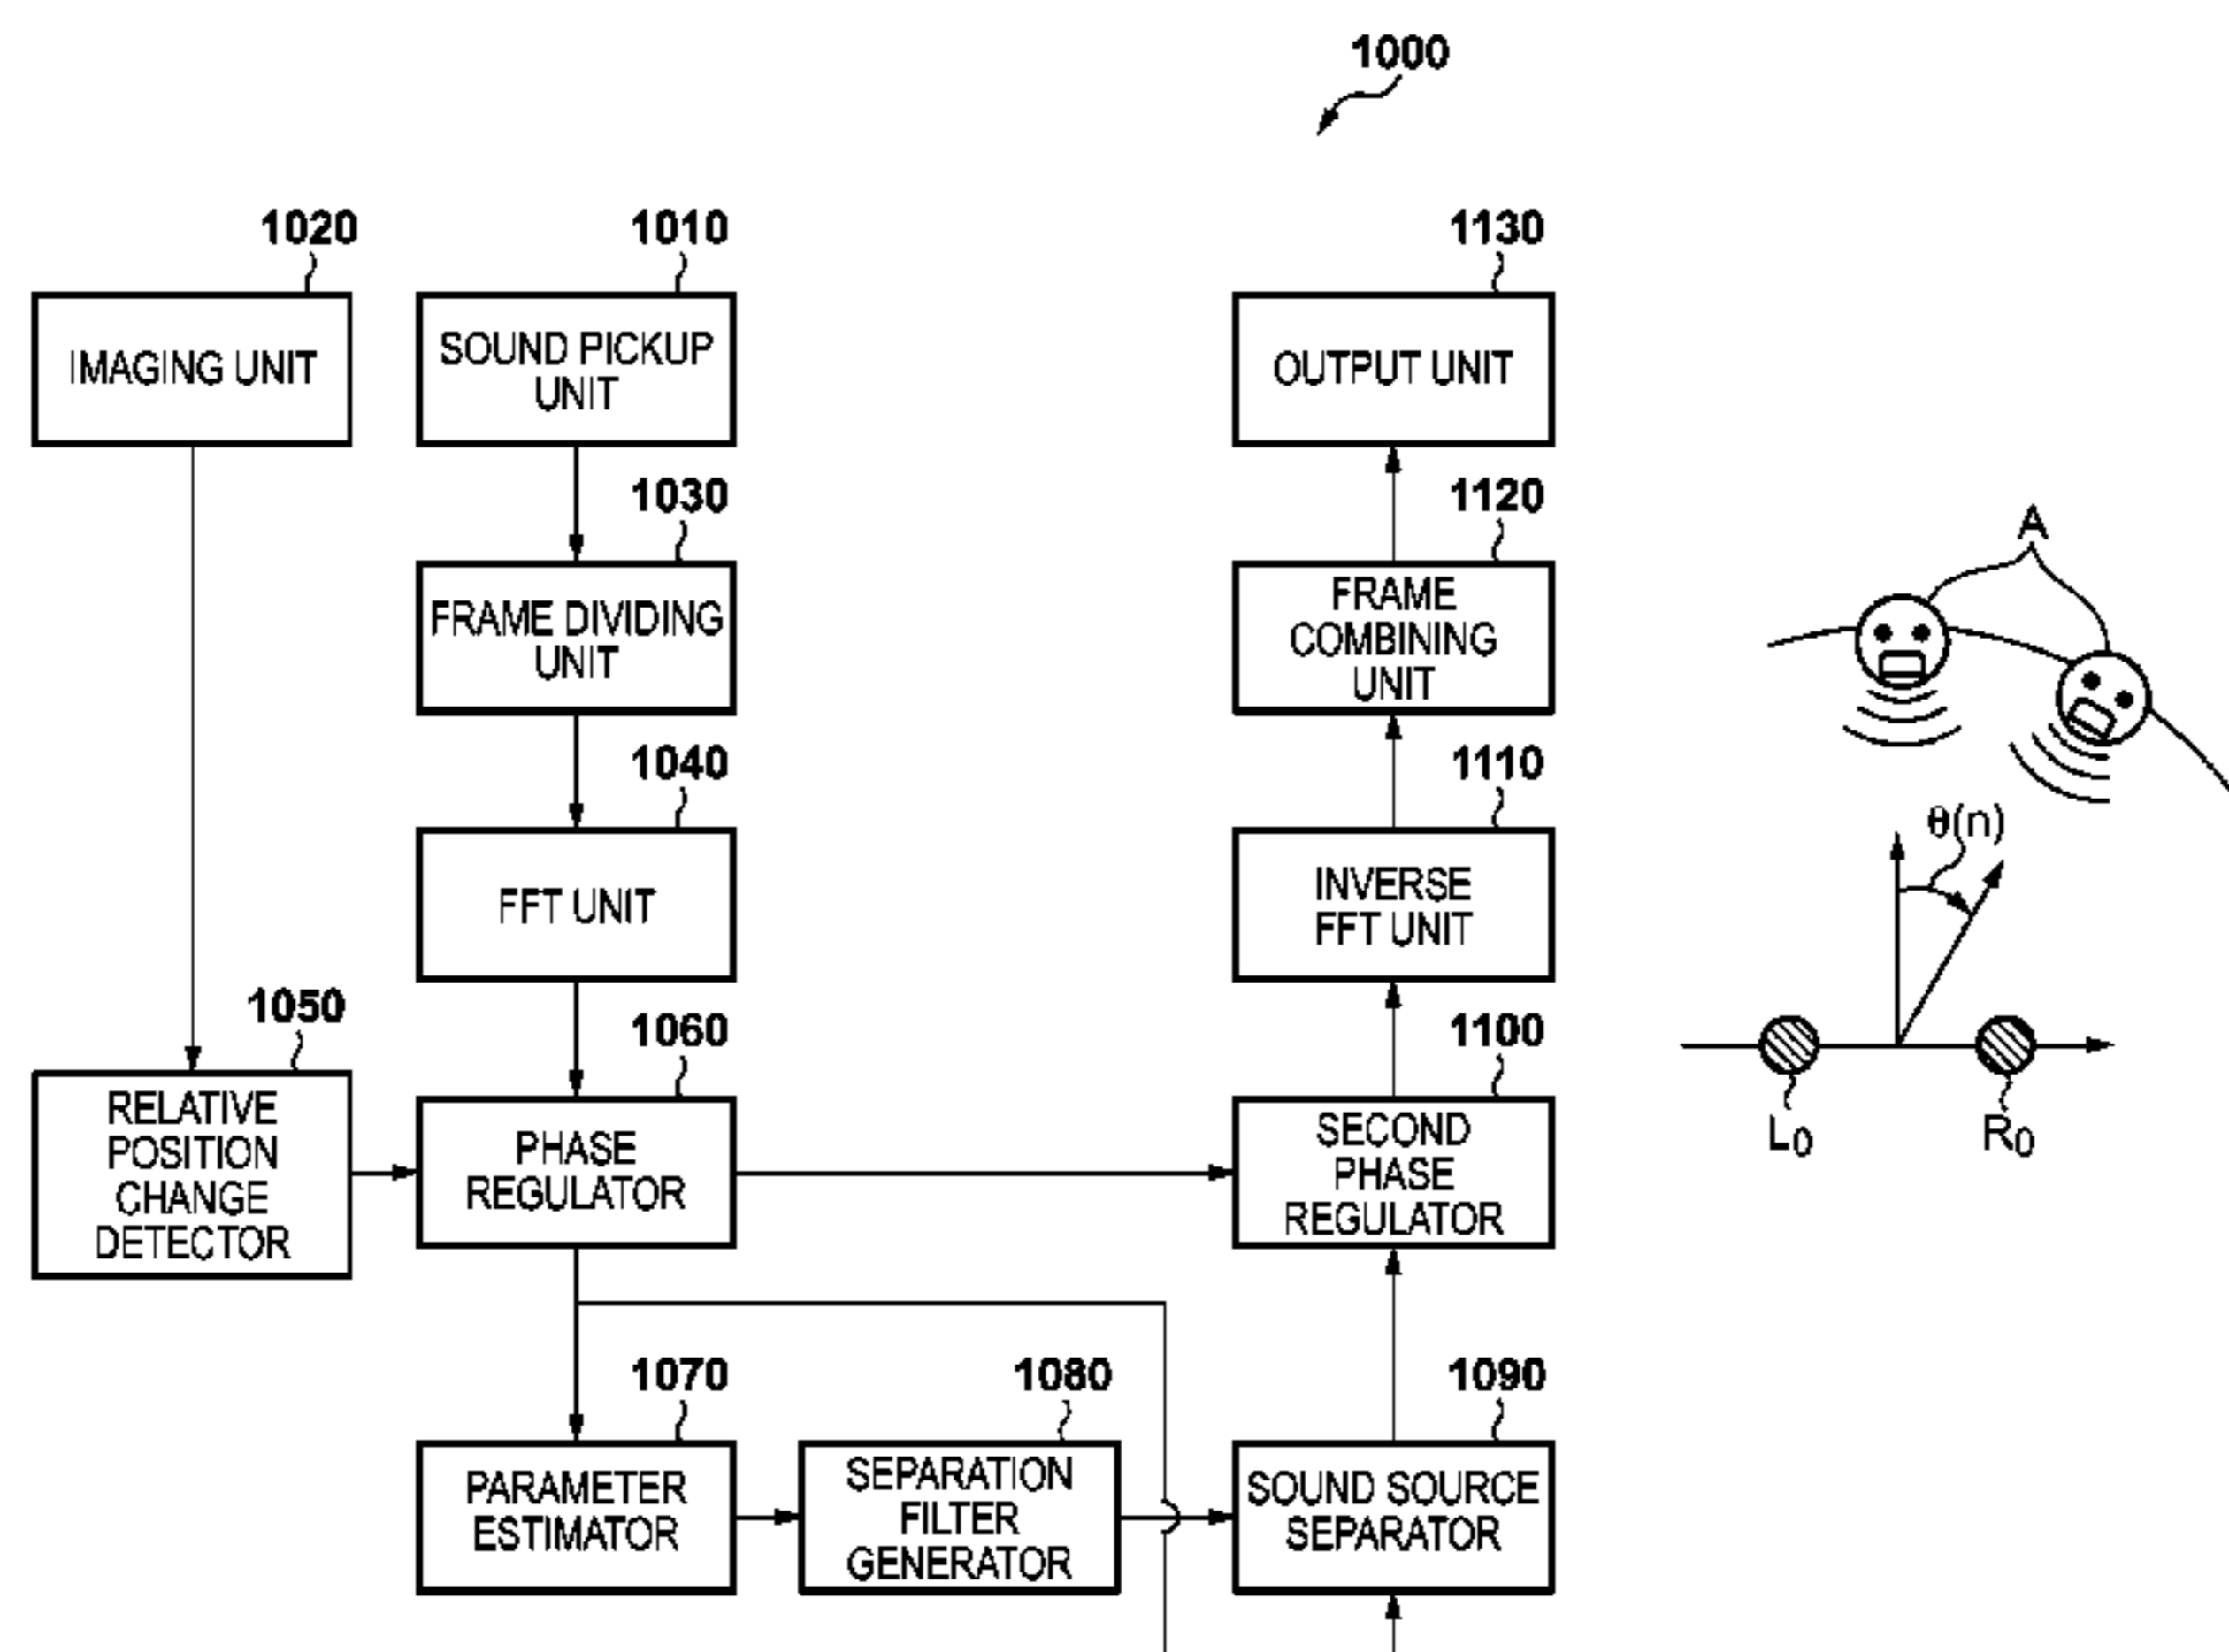 1000
1020
1010
1130
IMAGING UNIT
SOUND PICKUP
UNIT
OUTPUT UNIT
1030
1120
FRAME DIVIDING
UNIT
FRAME
COMBINING
UNIT
A
1040
1110
FFT UNIT
INVERSE
FFT UNIT
θ(n)
1050
1060
1100
RELATIVE
POSITION
CHANGE
DETECTOR
PHASE
REGULATOR
SECOND
PHASE
REGULATOR
L0
R0
1070
1080
1090
PARAMETER
ESTIMATOR
SEPARATION
FILTER
GENERATOR
SOUND SOURCE
SEPARATOR